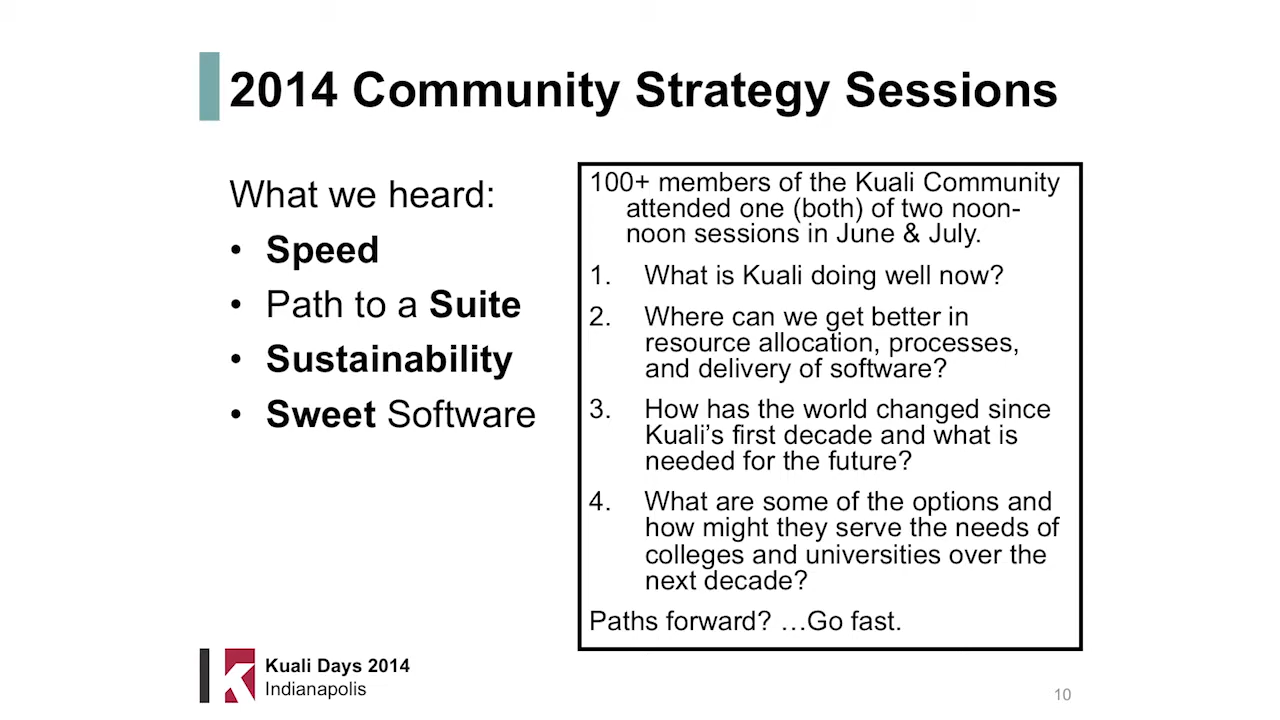 2014 Community Strategy Sessions
What we heard:
• Speed
• Path to a Suite
• Sustainability
• Sweet Software
100+ members of the Kuali Community
attended one (both) of two noon-
noon sessions in June & July.
1. What is Kuali doing well now?
2. Where can we get better in
resource allocation, processes,
and delivery of software?
3. How has the world changed since
Kuali’s first decade and what is
needed for the future?
4. What are some of the options and
how might they serve the needs of
colleges and universities over the
next decade?
Paths forward? …Go fast.
Kuali Days 2014
Indianapolis
10